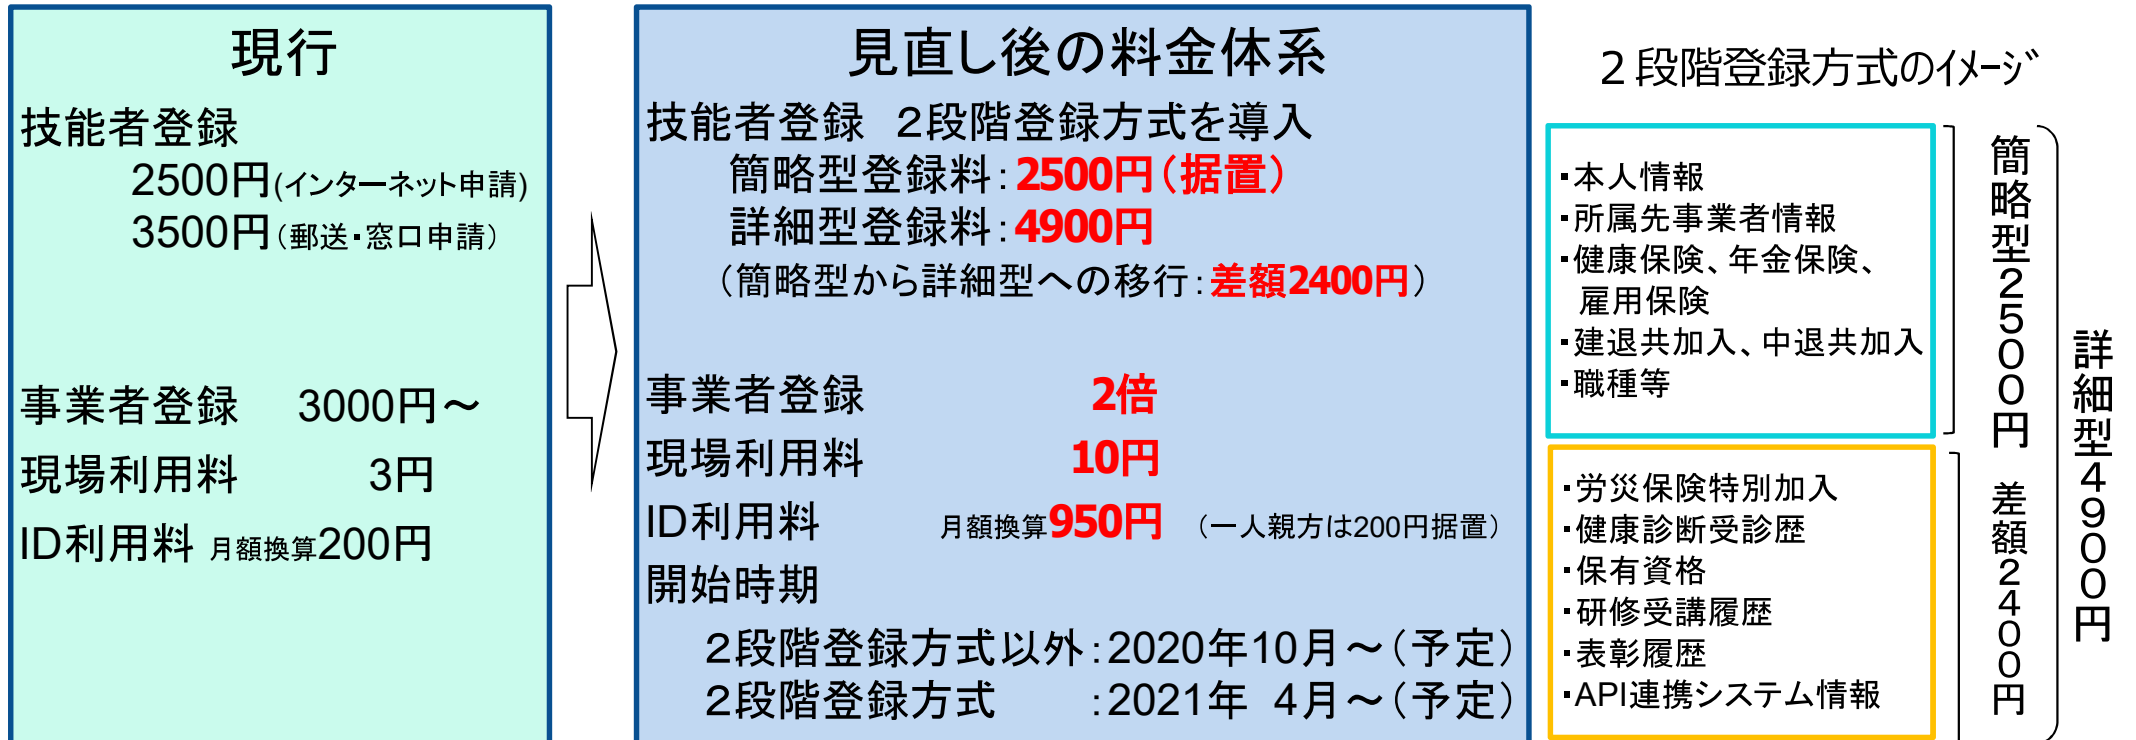 現行
技能者登録
2500円(インターネット申請)
3500円(郵送・窓口申請)
事業者登録 3000円～
現場利用料 3円
ID利用料 月額換算200円
見直し後の料金体系
技能者登録 2段階登録方式を導入
簡略型登録料:2500円(据置)
詳細型登録料:4900円
(簡略型から詳細型への移行:差額2400円)
事業者登録 2倍
現場利用料 10円
ID利用料 月額換算950円 (一人親方は200円据置)
開始時期
2段階登録方式以外:2020年10月～(予定)
2段階登録方式 :2021年 4月～(予定)
2段階登録方式のイメージ
・本人情報
・所属先事業者情報
・健康保険、年金保険、
雇用保険
・建退共加入、中退共加入
・職種等
簡略型2500円
・労災保険特別加入
・健康診断受診歴
・保有資格
・研修受講履歴
・表彰履歴
・API連携システム情報
差額2400円
詳細型4900円